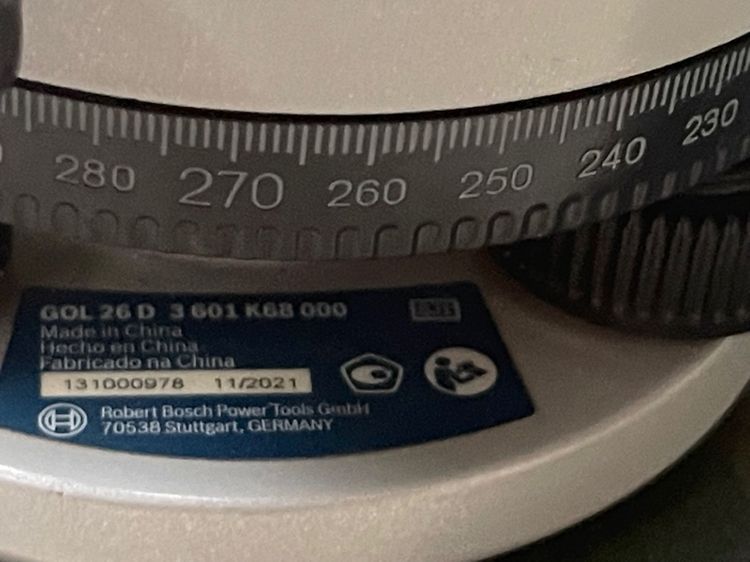 280 270 260 250 240 230
GOL 26 D 3 601 K68 000
Made in China
Hecho en China
Fabricado na China
131000978 11/2021
Robert Bosch Power Tools GmbH
70538 Stuttgart, GERMANY